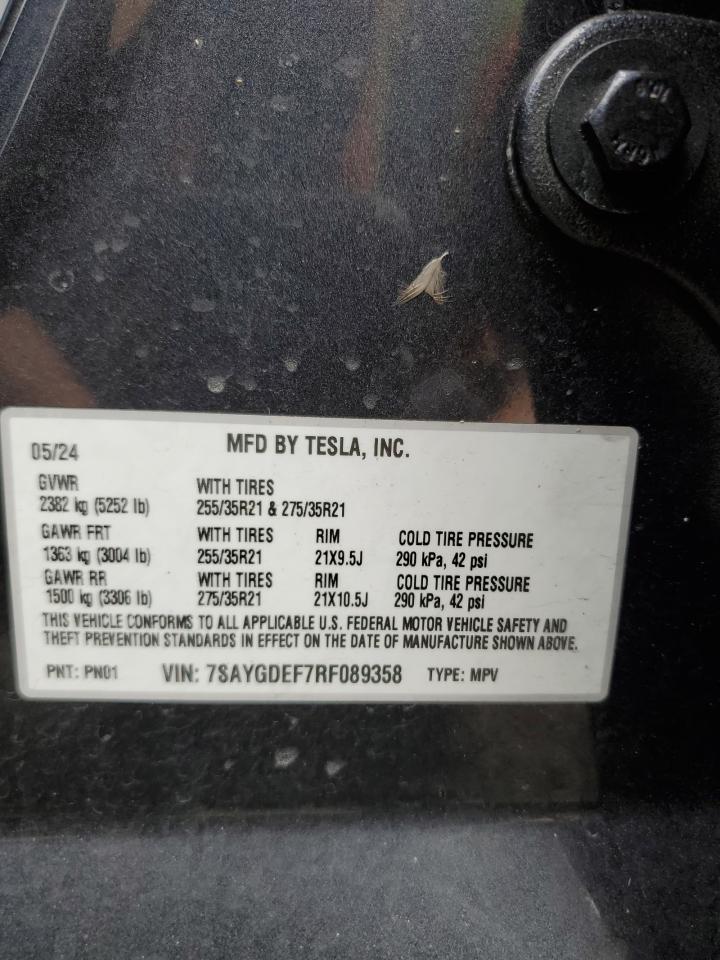 05/24 MFD BY TESLA, INC.
GVWR WITH TIRES
2382 kg (5252 lb) 255/35R21 & 275/35R21
GAWR FRT WITH TIRES RIM COLD TIRE PRESSURE
1363 kg (3004 lb) 255/35R21 21X9.5J 290 kPa, 42 psi
GAWR RR WITH TIRES RIM COLD TIRE PRESSURE
1500 kg (3306 lb) 275/35R21 21X10.5J 290 kPa, 42 psi
THIS VEHICLE CONFORMS TO ALL APPLICABLE U.S. FEDERAL MOTOR VEHICLE SAFETY AND
THEFT PREVENTION STANDARDS IN EFFECT ON THE DATE OF MANUFACTURE SHOWN ABOVE.
PNT: PN01 VIN: 7SAYGDEF7RF089358 TYPE: MPV